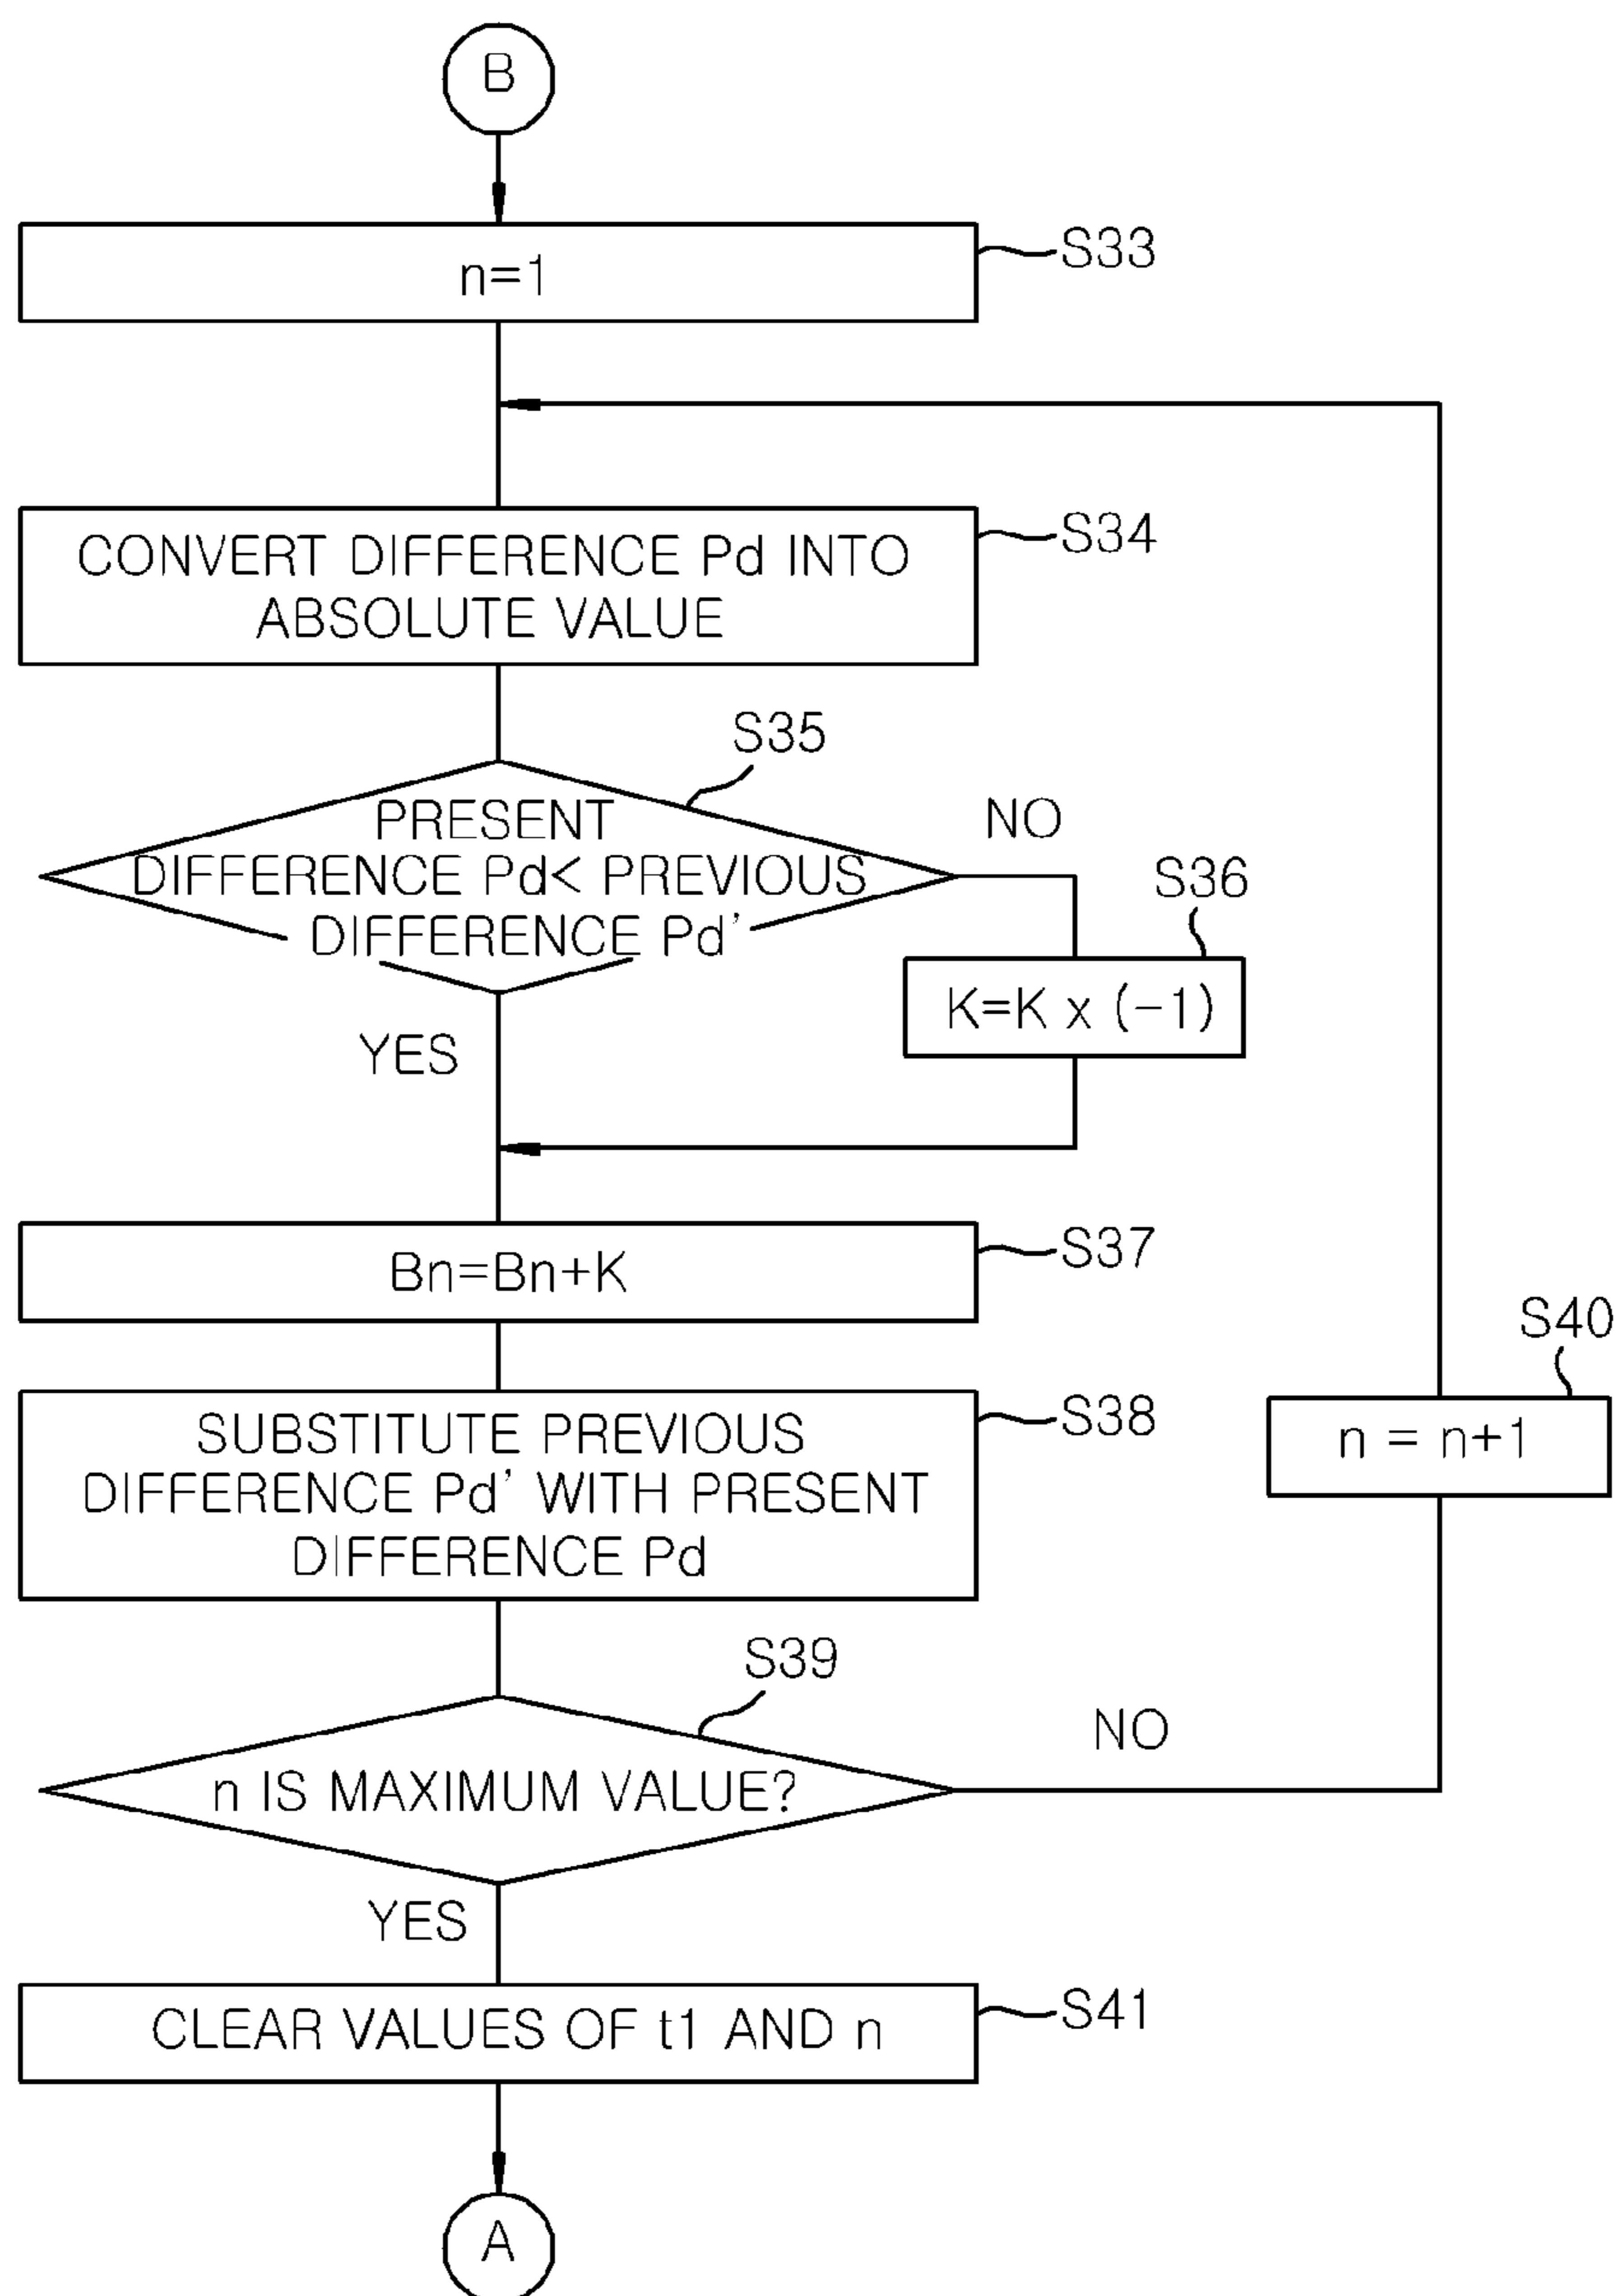 B
n=1
S33
CONVERT DIFFERENCE Pd INTO
ABSOLUTE VALUE
S34
S35
PRESENT
DIFFERENCE Pd< PREVIOUS
DIFFERENCE Pd'
NO
S36
K=K x (-1)
YES
Bn=Bn+K
S37
SUBSTITUTE PREVIOUS
DIFFERENCE Pd' WITH PRESENT
DIFFERENCE Pd
S38
S40
n = n+1
S39
n IS MAXIMUM VALUE?
NO
YES
CLEAR VALUES OF t1 AND n
S41
A